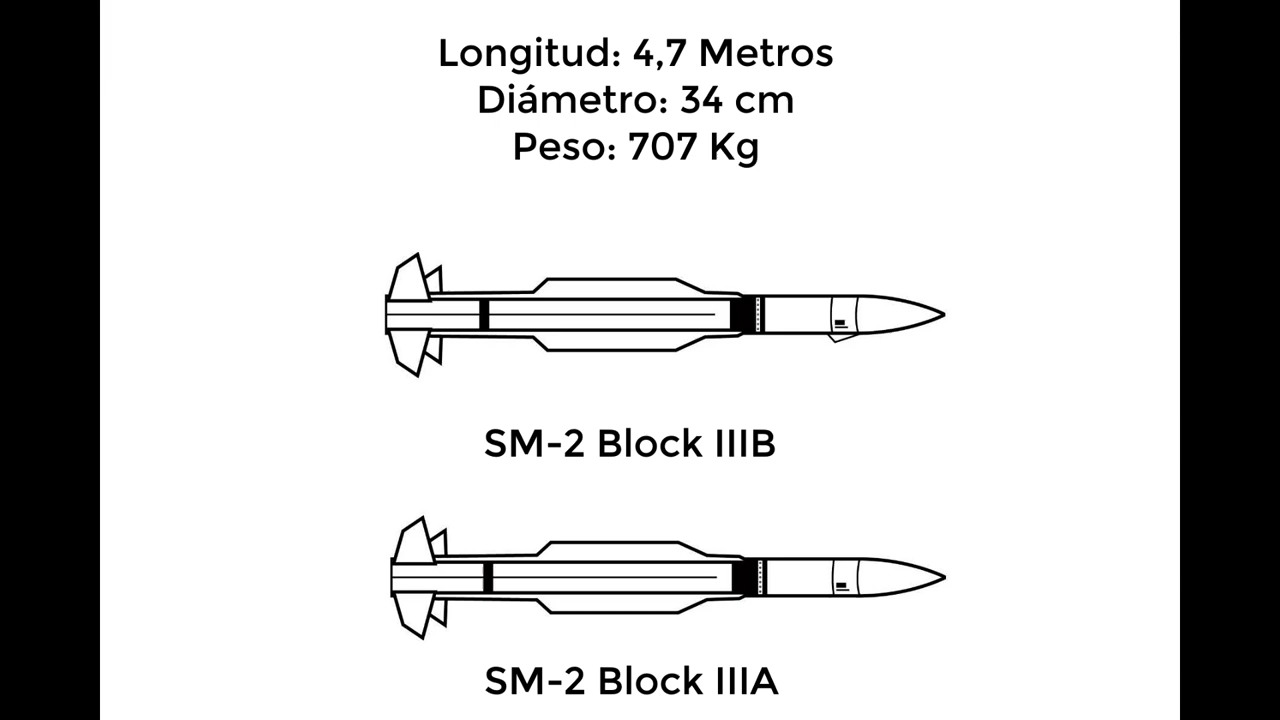 Longitud: 4,7 Metros
Diámetro: 34 cm
Peso: 707 Kg
SM-2 Block IIIB
SM-2 Block IIIA